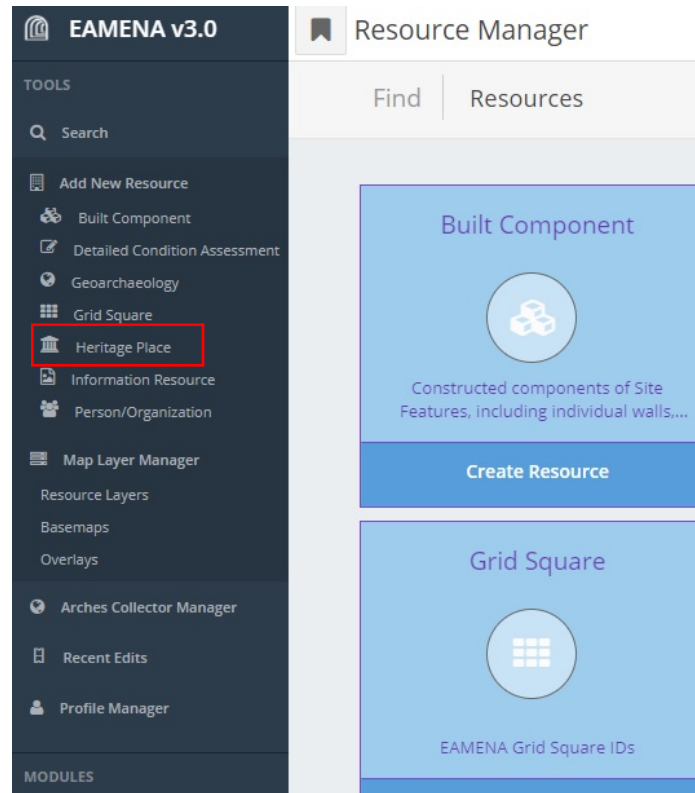 EAMENA v3.0
TOOLS
Search
Add New Resource
Built Component
Detailed Condition Assessment
Geoarchaeology
Grid Square
Heritage Place
Information Resource
Person/Organization
Map Layer Manager
Resource Layers
Basemaps
Overlays
Arches Collector Manager
Recent Edits
Profile Manager
MODULES
Resource Manager
Find Resources
Built Component
Constructed components of Site
Features, including individual walls,...
Create Resource
Grid Square
EAMENA Grid Square IDs